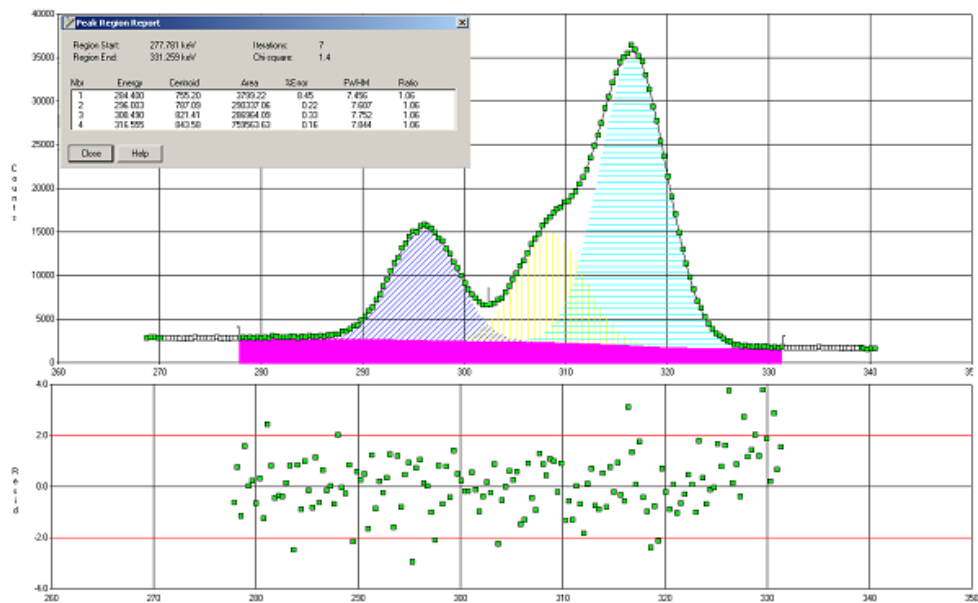 40000
Peak Region Report
Region Start: 277.781 keV Iterations: 7
Region End: 331.259 keV Chi-square: 1.4
Nbr Energy Centroid Area %Error FWHM Ratio
1 284.400 755.20 3799.22 8.45 7.496 1.06
2 296.003 787.09 290337.06 0.22 7.607 1.06
3 308.490 821.41 286964.09 0.33 7.752 1.06
4 316.595 843.58 759563.63 0.16 7.844 1.06
Close Help
35000
30000
25000
20000
15000
10000
5000
0
Counts
260 270 280 290 300 310 320 330 340 35
4.0
2.0
0.0
-2.0
-4.0
Resid
260 270 280 290 300 310 320 330 340 35